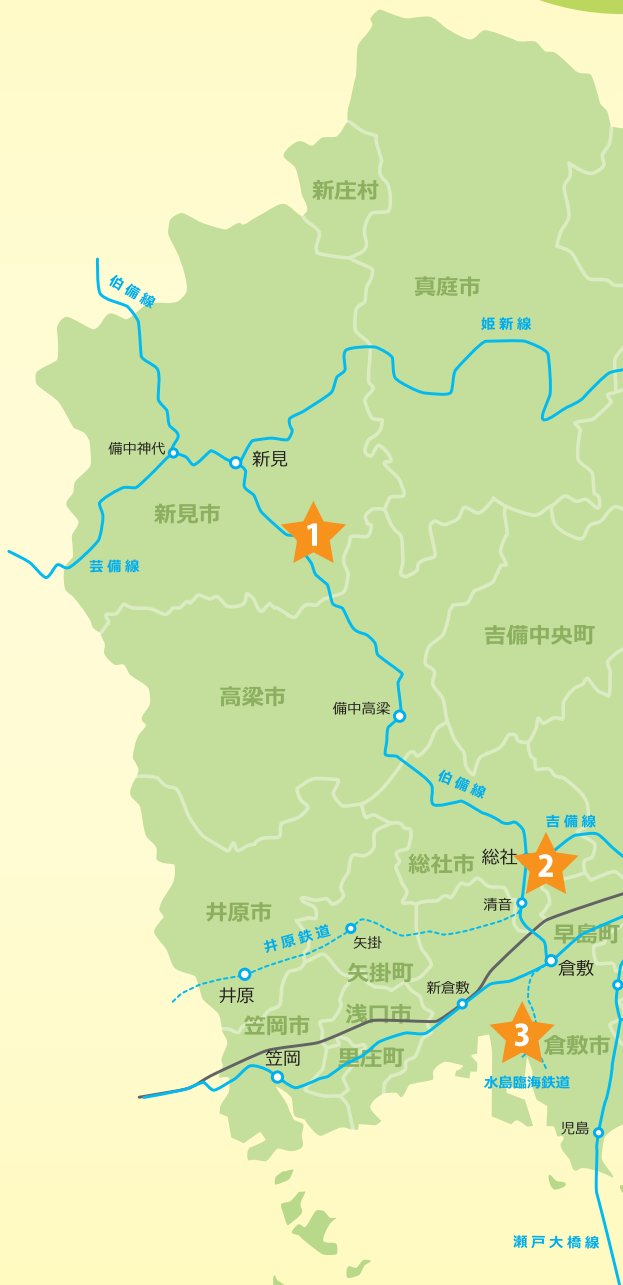 新庄村
真庭市
伯備線
姫新線
備中神代
新見
新見市
1
芸備線
吉備中央町
高梁市
備中高梁
伯備線
吉備線
総社市
総社
2
清音
井原市
井原鉄道
矢掛
早島町
矢掛町
倉敷
井原
新倉敷
浅口市
笠岡市
3
倉敷市
里庄町
笠岡
水島臨海鉄道
児島
瀬戸大橋線